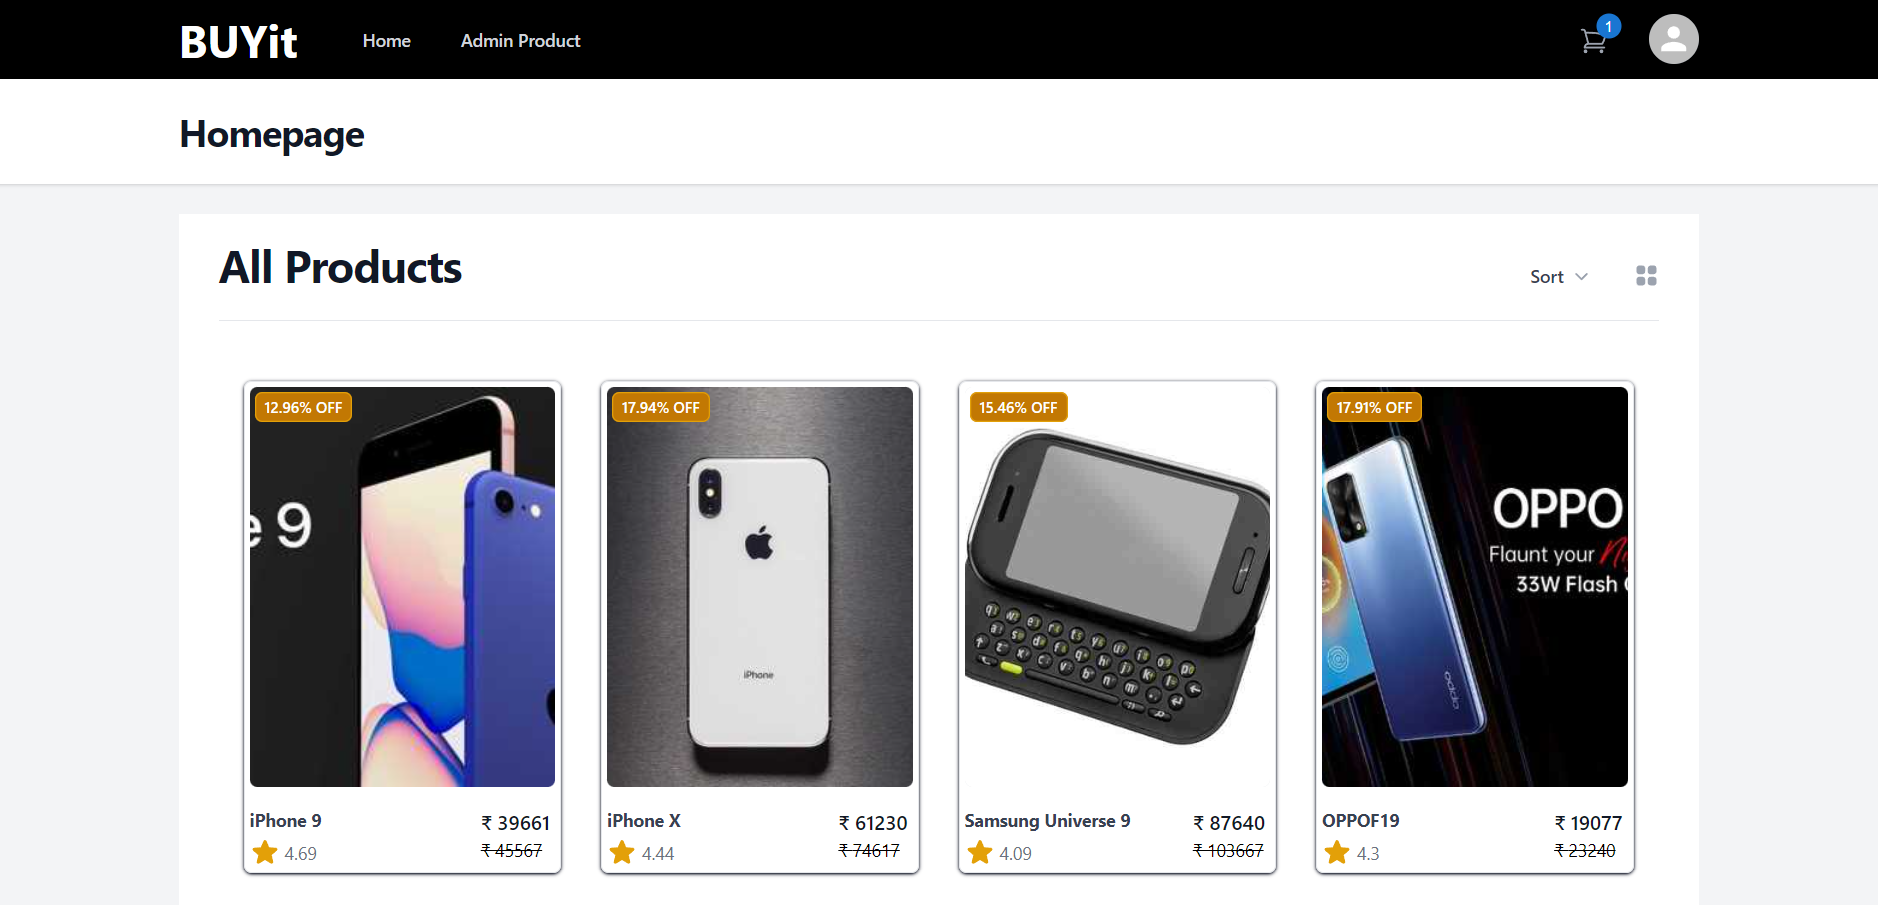 BUYit
Home
Admin Product
1
Homepage
All Products
Sort
12.96% OFF
e 9
iPhone 9
₹ 39661
4.69
₹ 45567
17.94% OFF
iPhone
iPhone X
₹ 61230
4.44
₹ 74617
15.46% OFF
Samsung Universe 9
₹ 87640
4.09
₹ 103667
17.91% OFF
OPPO
Flaunt your
33W Flash
oppo
OPPOF19
₹ 19077
4.3
₹ 23240